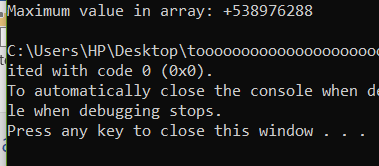 Maximum value in array: +538976288
C:\Users\HP\Desktop\toooooooooooooooooooo
ited with code 0 (0x0).
To automatically close the console when de
le when debugging stops.
Press any key to close this window . . .